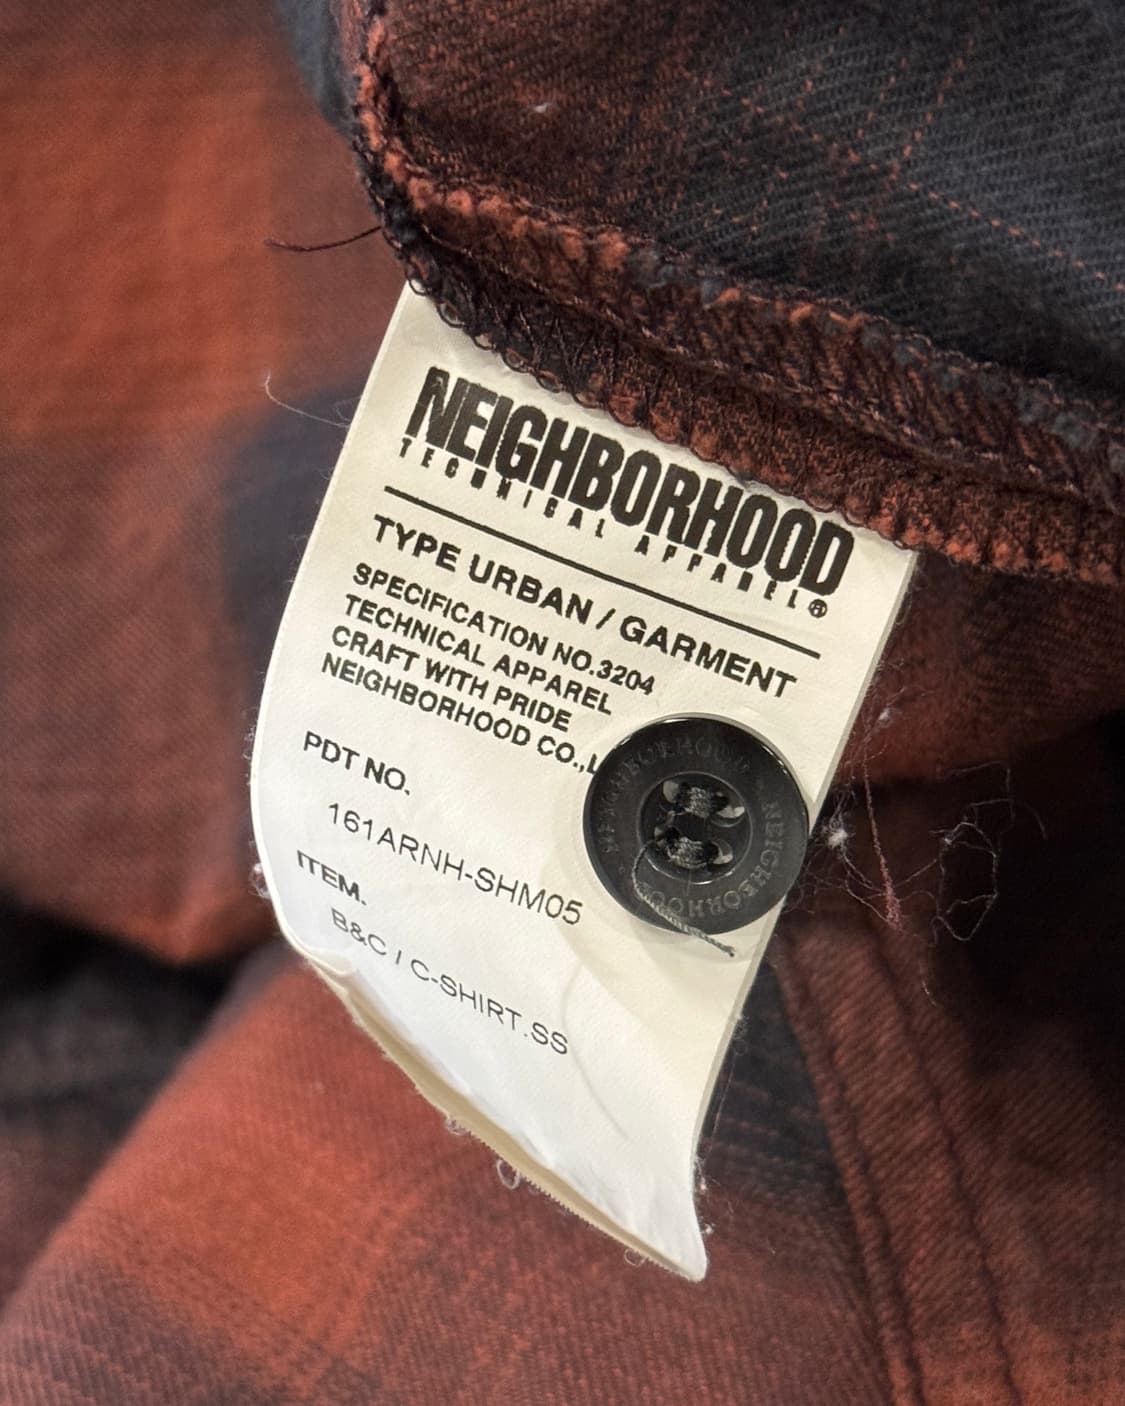 NEIGHBORHOOD
TECHNICAL APPAREL®
TYPE URBAN / GARMENT
SPECIFICATION NO.3204
TECHNICAL APPAREL
CRAFT WITH PRIDE
NEIGHBORHOOD CO.,L
PDT NO.
161ARNH-SHM05
ITEM.
B&C / C-SHIRT.SS
NEIGHBORHOOD
NEIGHBORHOOD